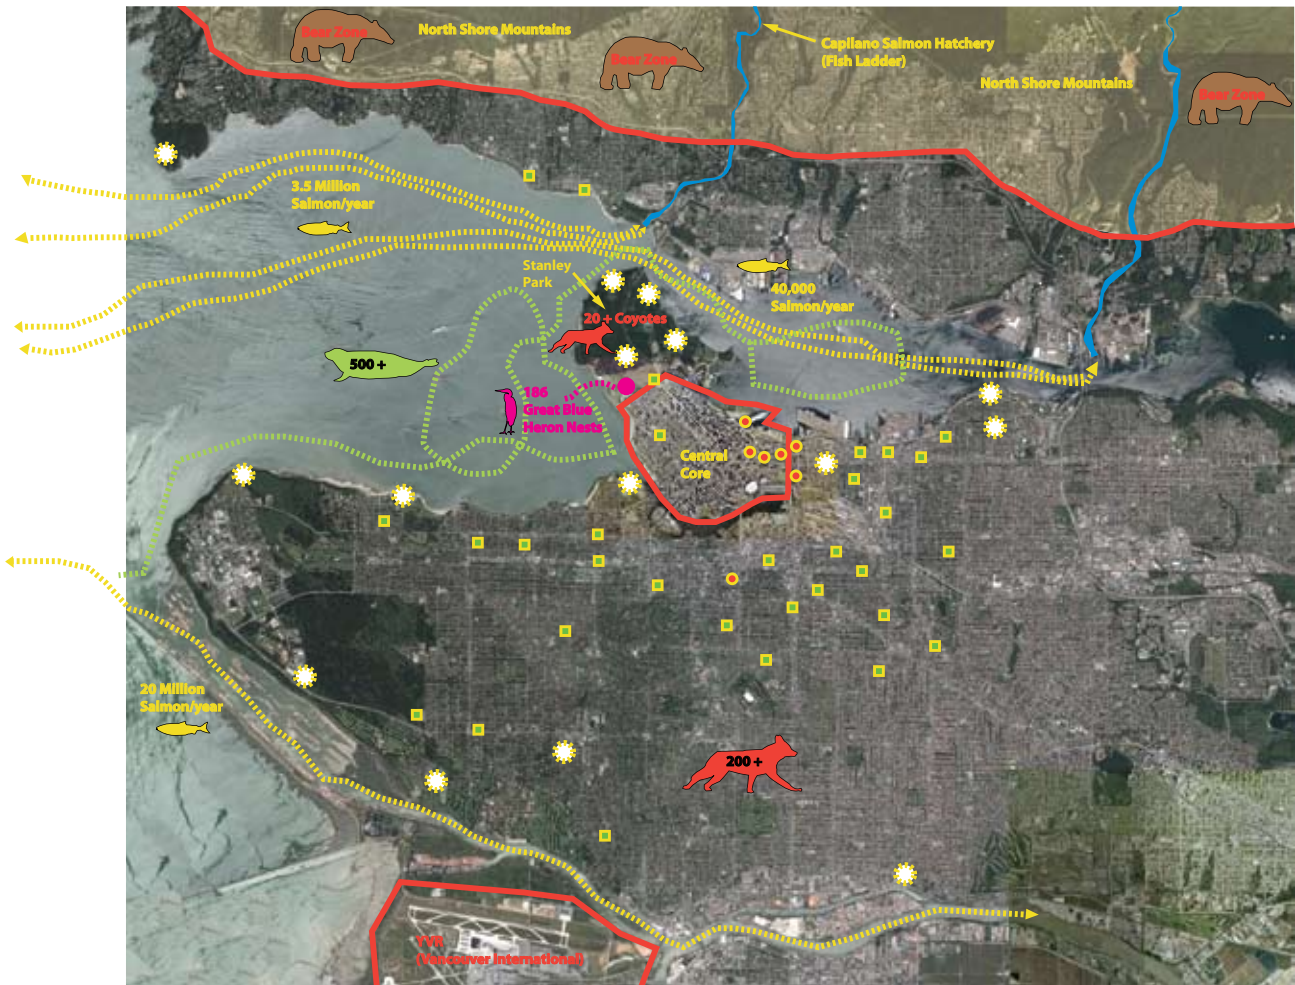 Bear Zone
North Shore Mountains
Bear Zone
Capilano Salmon Hatchery
(Fish Ladder)
North Shore Mountains
Bear Zone
3.5 Million
Salmon/year
Stanley
Park
40,000
Salmon/year
20 + Coyotes
500 +
186
Great Blue
Heron Nests
Central
Core
20 Million
Salmon/year
200 +
YVR
(Vancouver International)